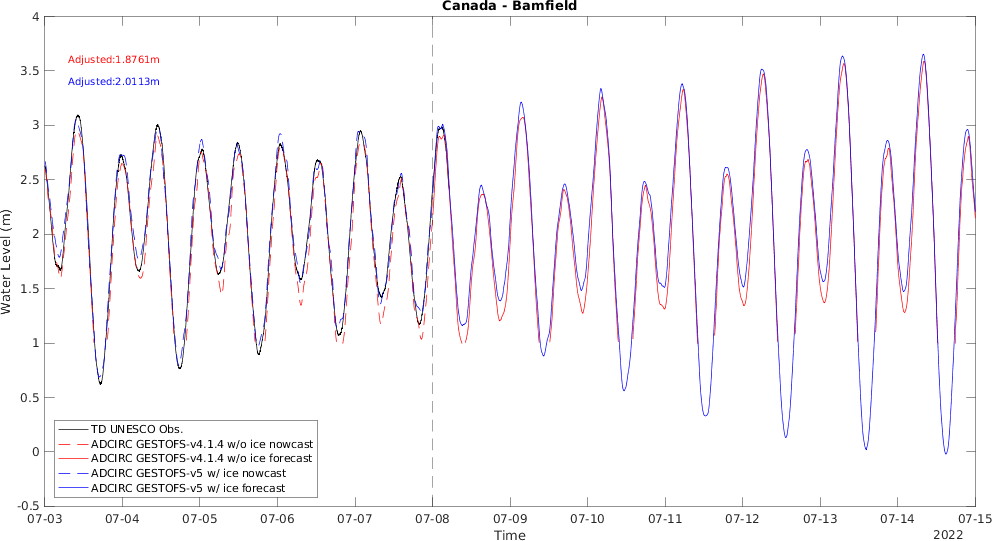 Canada - Bamfield
Adjusted:1.8761m
Adjusted:2.0113m
Water Level (m)
4
3.5
3
2.5
2
1.5
1
0.5
0
-0.5
TD UNESCO Obs.
ADCIRC GESTOFS-v4.1.4 w/o ice nowcast
ADCIRC GESTOFS-v4.1.4 w/o ice forecast
ADCIRC GESTOFS-v5 w/ ice nowcast
ADCIRC GESTOFS-v5 w/ ice forecast
07-03 07-04 07-05 07-06 07-07 07-08 07-09 07-10 07-11 07-12 07-13 07-14 07-15
Time
2022